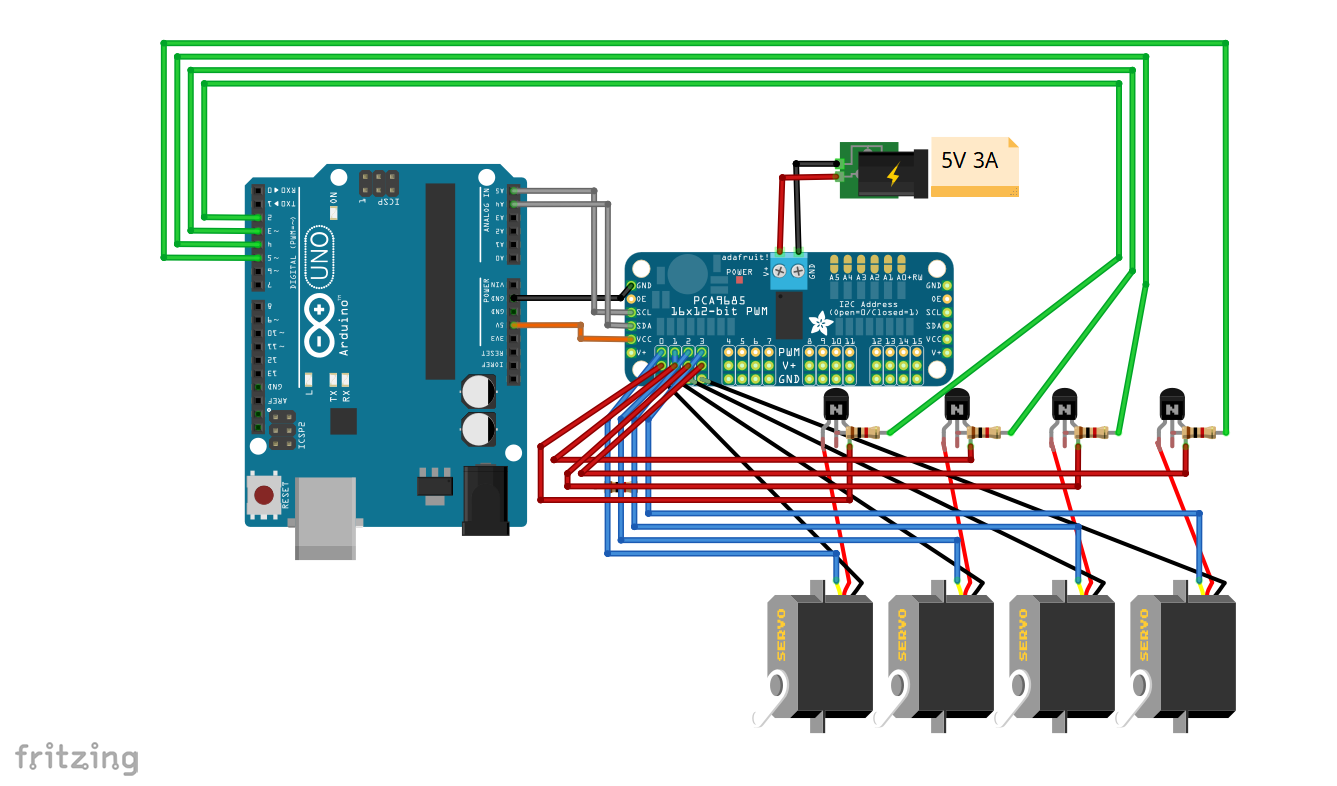 5V 3A
ON
ICSP
1
RX0◄0
TX0►1
2
~3
4
~5
~6
7
DIGITAL (PWM=~)
8
~9
~10
~11
12
13
GND
AREF
UNO
Arduino™
L
TX
RX
ICSP2
RESET
ANALOG IN
A5
A4
A3
A2
A1
A0
POWER
VIN
GND
GND
5V
3V3
RESET
IOREF
adafruit!
V+
GND
POWER
A5 A4 A3 A2 A1 A0+RW
I2C Address
(Open=0/Closed=1)
PCA9685
16x12-bit PWM
GND
OE
SCL
SDA
VCC
V+
GND
OE
SCL
SDA
VCC
V+
0 1 2 3 4 5 6 7 8 9 10 11 12 13 14 15
PWM
V+
GND
N
N
N
N
SERVO
SERVO
SERVO
SERVO
fritzing